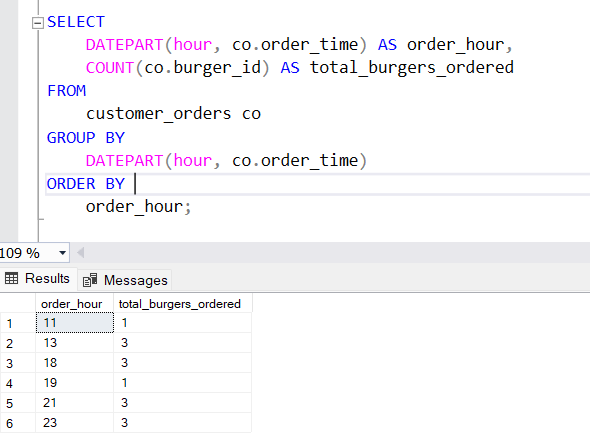 SELECT
DATEPART(hour, co.order_time) AS order_hour,
COUNT(co.burger_id) AS total_burgers_ordered
FROM
customer_orders co
GROUP BY
DATEPART(hour, co.order_time)
ORDER BY
order_hour;
109 %
Results Messages
order_hour total_burgers_ordered
1 11 1
2 13 3
3 18 3
4 19 1
5 21 3
6 23 3